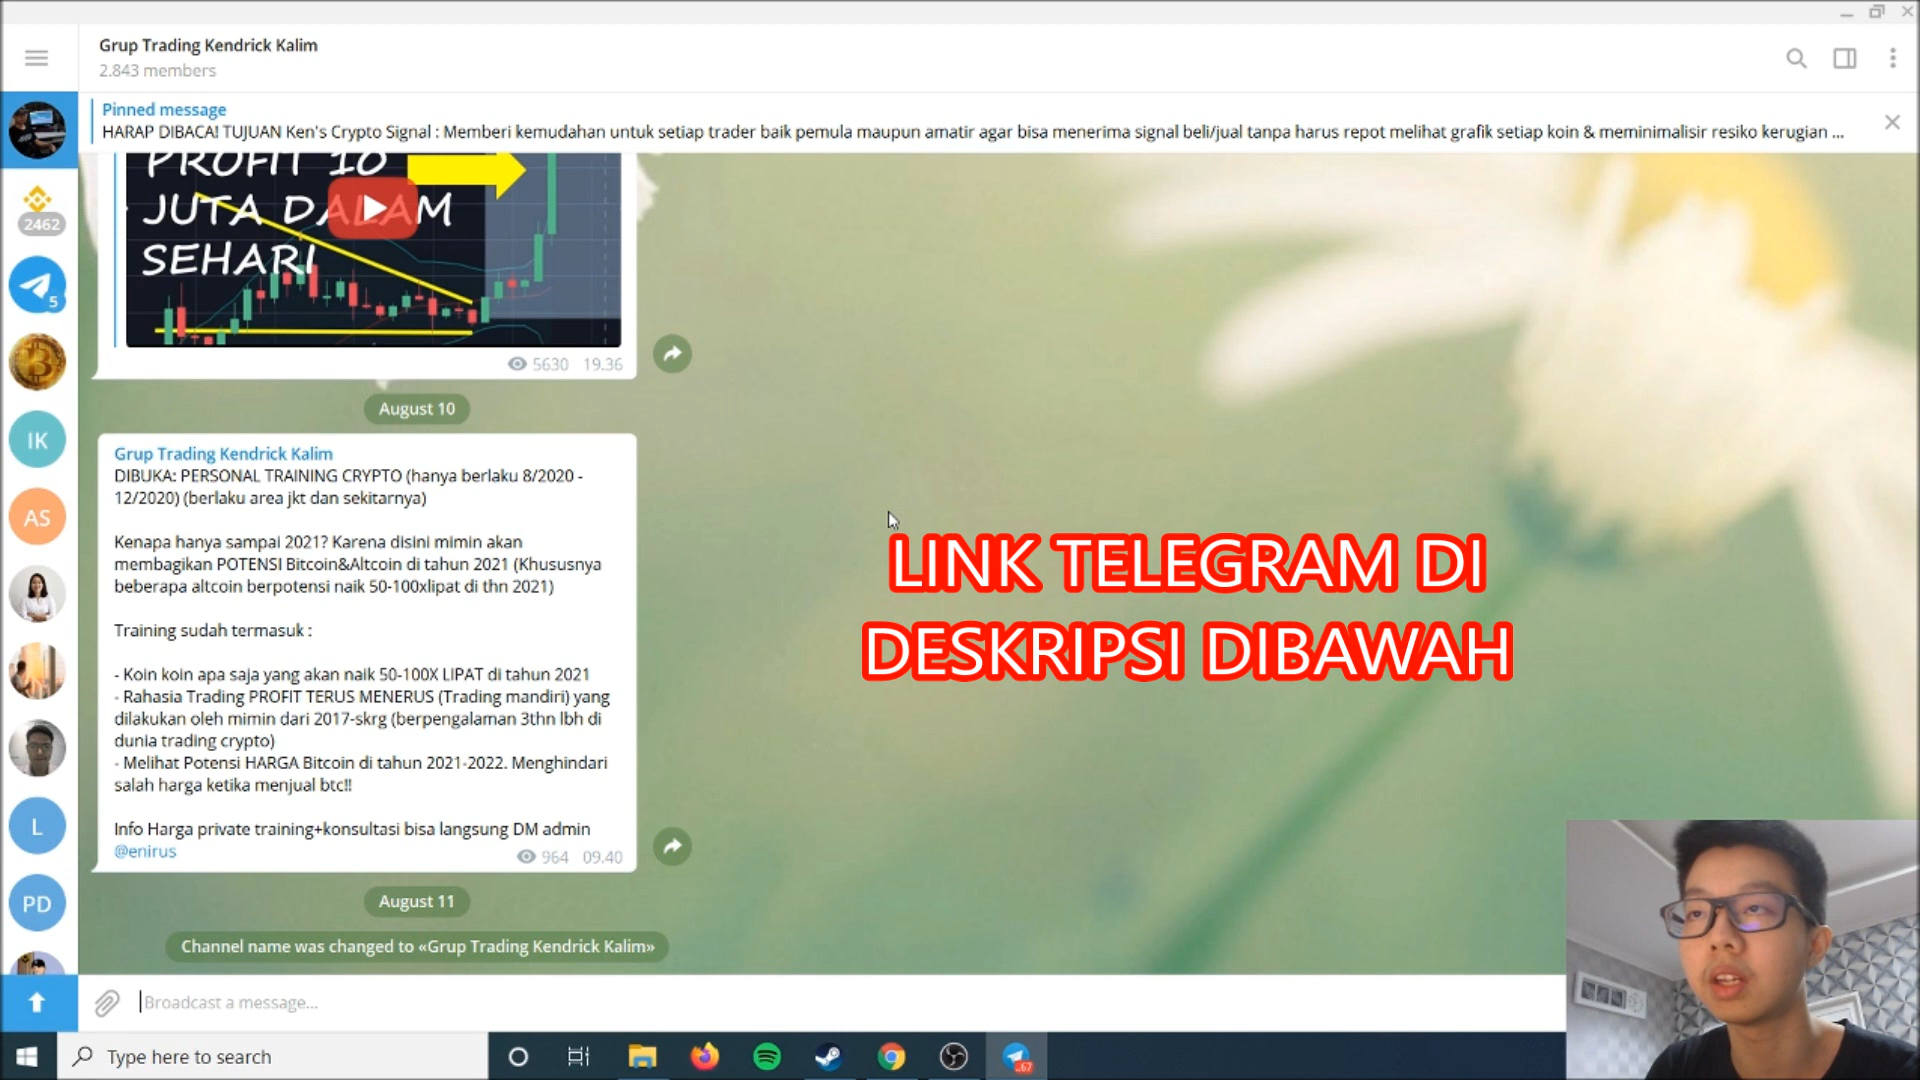 Grup Trading Kendrick Kalim
2.843 members
Pinned message
HARAP DIBACA! TUJUAN Ken's Crypto Signal : Memberi kemudahan untuk setiap trader baik pemula maupun amatir agar bisa menerima signal beli/jual tanpa harus repot melihat grafik setiap koin & meminimalisir resiko kerugian ...
2462
5
IK
AS
L
PD
PROFIT 10
JUTA DALAM
SEHARI
5630 19.36
August 10
Grup Trading Kendrick Kalim
DIBUKA: PERSONAL TRAINING CRYPTO (hanya berlaku 8/2020 -
12/2020) (berlaku area jkt dan sekitarnya)
Kenapa hanya sampai 2021? Karena disini mimin akan
membagikan POTENSI Bitcoin&Altcoin di tahun 2021 (Khususnya
beberapa altcoin berpotensi naik 50-100xlipat di thn 2021)
Training sudah termasuk :
- Koin koin apa saja yang akan naik 50-100X LIPAT di tahun 2021
- Rahasia Trading PROFIT TERUS MENERUS (Trading mandiri) yang
dilakukan oleh mimin dari 2017-skrg (berpengalaman 3thn lbh di
dunia trading crypto)
- Melihat Potensi HARGA Bitcoin di tahun 2021-2022. Menghindari
salah harga ketika menjual btc!!
Info Harga private training+konsultasi bisa langsung DM admin
@enirus
964 09.40
August 11
Channel name was changed to «Grup Trading Kendrick Kalim»
LINK TELEGRAM DI
DESKRIPSI DIBAWAH
Broadcast a message...
Type here to search
..67